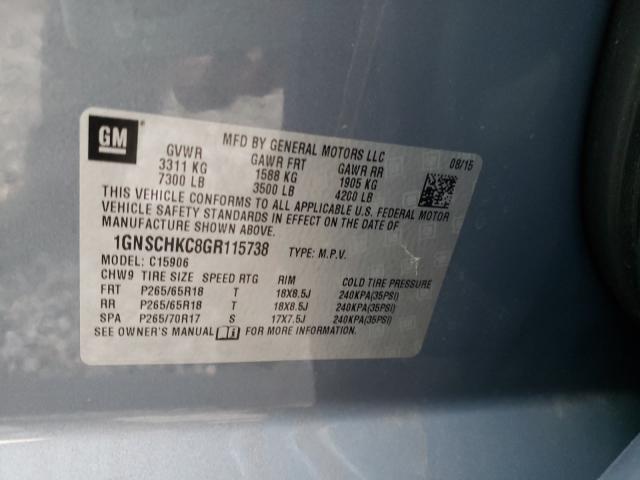 GM
MFD BY GENERAL MOTORS LLC
08/15
GVWR GAWR FRT GAWR RR
3311 KG 1588 KG 1905 KG
7300 LB 3500 LB 4200 LB
THIS VEHICLE CONFORMS TO ALL APPLICABLE U.S. FEDERAL MOTOR
VEHICLE SAFETY STANDARDS IN EFFECT ON THE DATE OF
MANUFACTURE SHOWN ABOVE.
1GNSCHKC8GR115738 TYPE: M.P.V.
MODEL: C15906
CHW9 TIRE SIZE SPEED RTG RIM COLD TIRE PRESSURE
FRT P265/65R18 T 18X8.5J 240KPA(35PSI)
RR P265/65R18 T 18X8.5J 240KPA(35PSI)
SPA P265/70R17 S 17X7.5J 240KPA(35PSI)
SEE OWNER'S MANUAL FOR MORE INFORMATION.